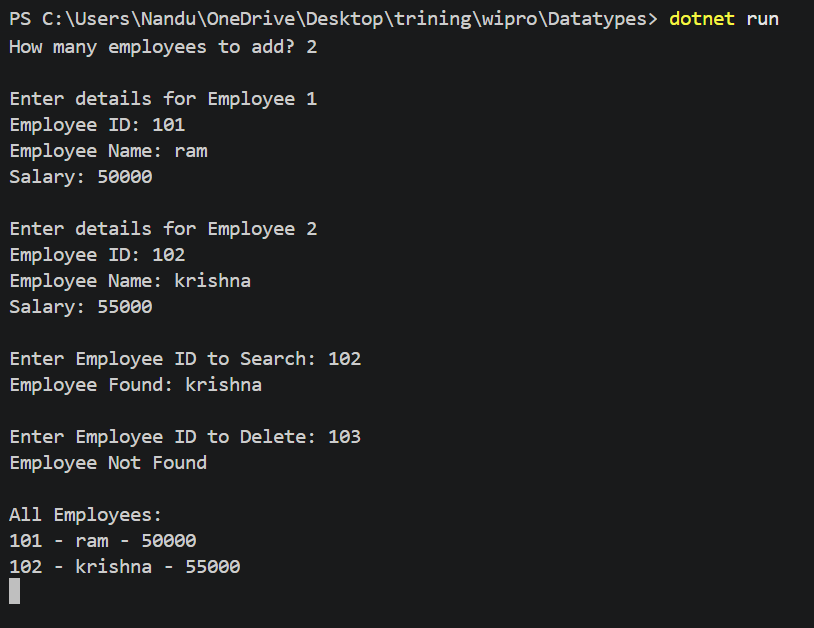 PS C:\Users\Nandu\OneDrive\Desktop\trining\wipro\Datatypes> dotnet run
How many employees to add? 2
Enter details for Employee 1
Employee ID: 101
Employee Name: ram
Salary: 50000
Enter details for Employee 2
Employee ID: 102
Employee Name: krishna
Salary: 55000
Enter Employee ID to Search: 102
Employee Found: krishna
Enter Employee ID to Delete: 103
Employee Not Found
All Employees:
101 - ram - 50000
102 - krishna - 55000